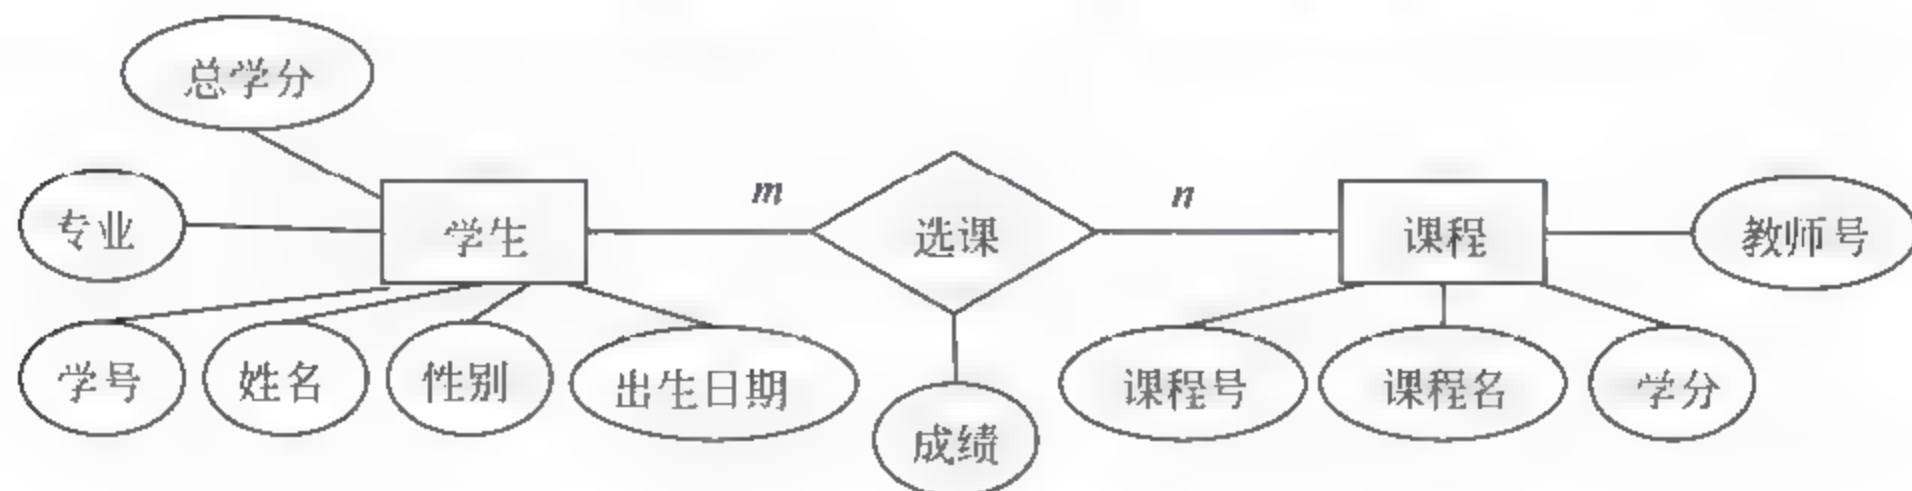 总学分
专业
学生
m
选课
n
课程
教师号
学号
姓名
性别
出生日期
成绩
课程号
课程名
学分